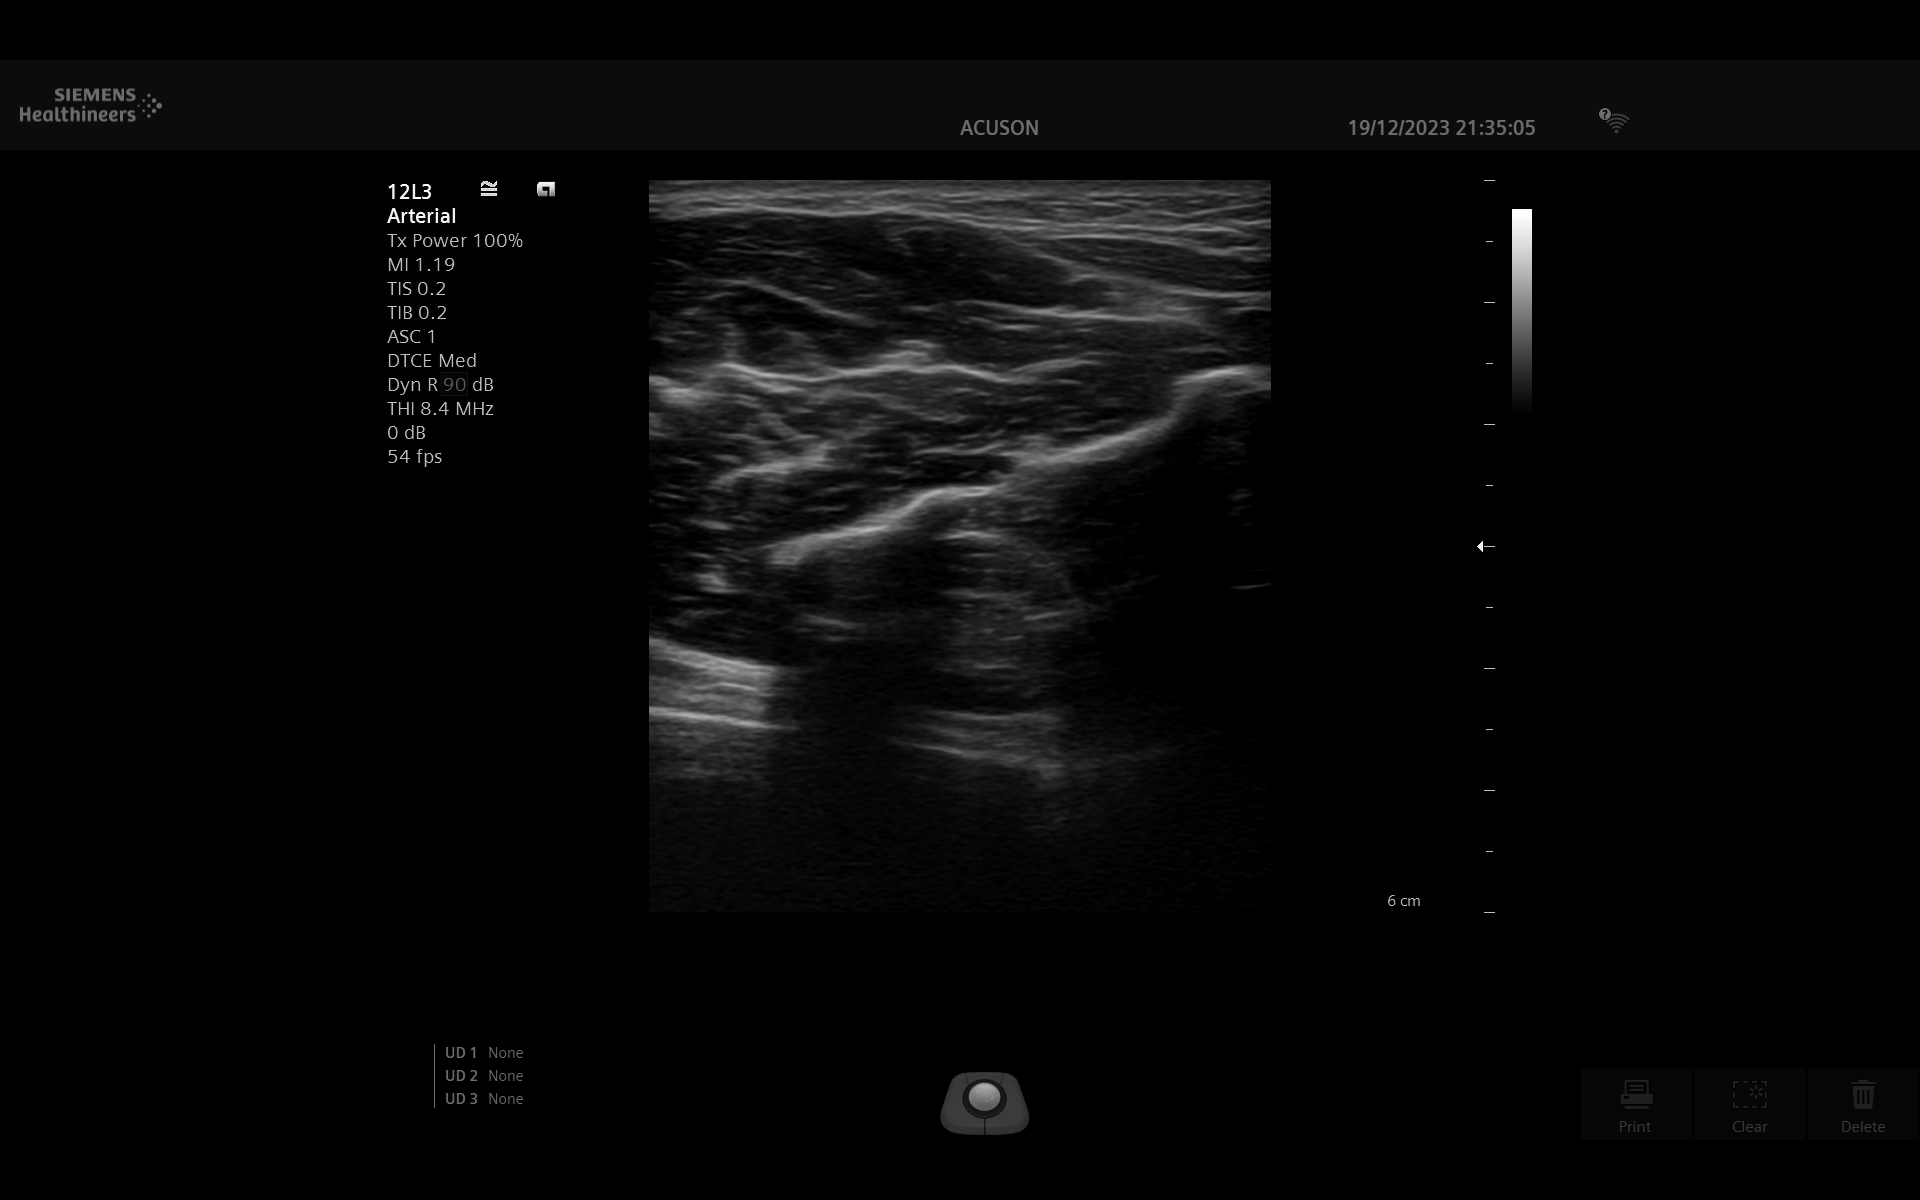 SIEMENS
Healthineers
ACUSON
19/12/2023 21:35:05
?
12L3
Arterial
Tx Power 100%
MI 1.19
TIS 0.2
TIB 0.2
ASC 1
DTCE Med
Dyn R 90 dB
THI 8.4 MHz
0 dB
54 fps
6 cm
UD 1 None
UD 2 None
UD 3 None
Print
Clear
Delete